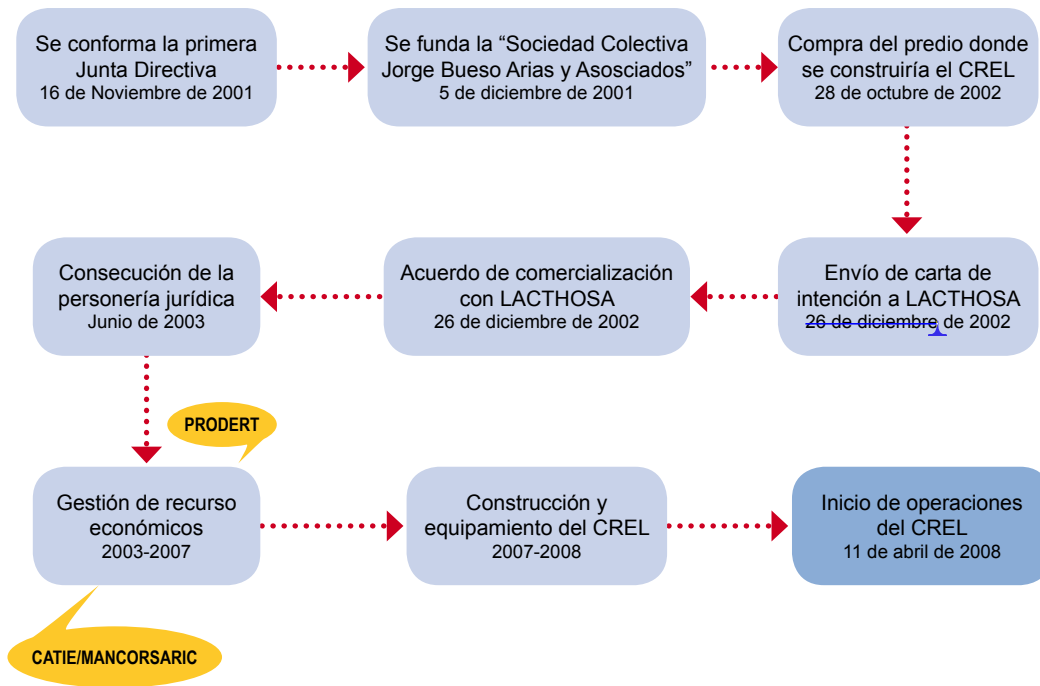 Se conforma la primera
Junta Directiva
16 de Noviembre de 2001
Se funda la “Sociedad Colectiva
Jorge Bueso Arias y Asosciados”
5 de diciembre de 2001
Compra del predio donde
se construiría el CREL
28 de octubre de 2002
Envío de carta de
intención a LACTHOSA
26 de diciembre de 2002
Acuerdo de comercialización
con LACTHOSA
26 de diciembre de 2002
Consecución de la
personería jurídica
Junio de 2003
PRODERT
Gestión de recurso
económicos
2003-2007
CATIE/MANCORSARIC
Construcción y
equipamiento del CREL
2007-2008
Inicio de operaciones
del CREL
11 de abril de 2008